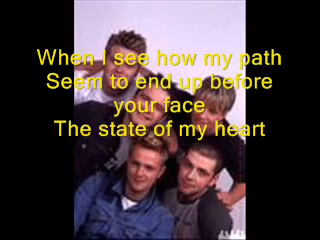 When I see how my path
Seem to end up before
your face
The state of my heart